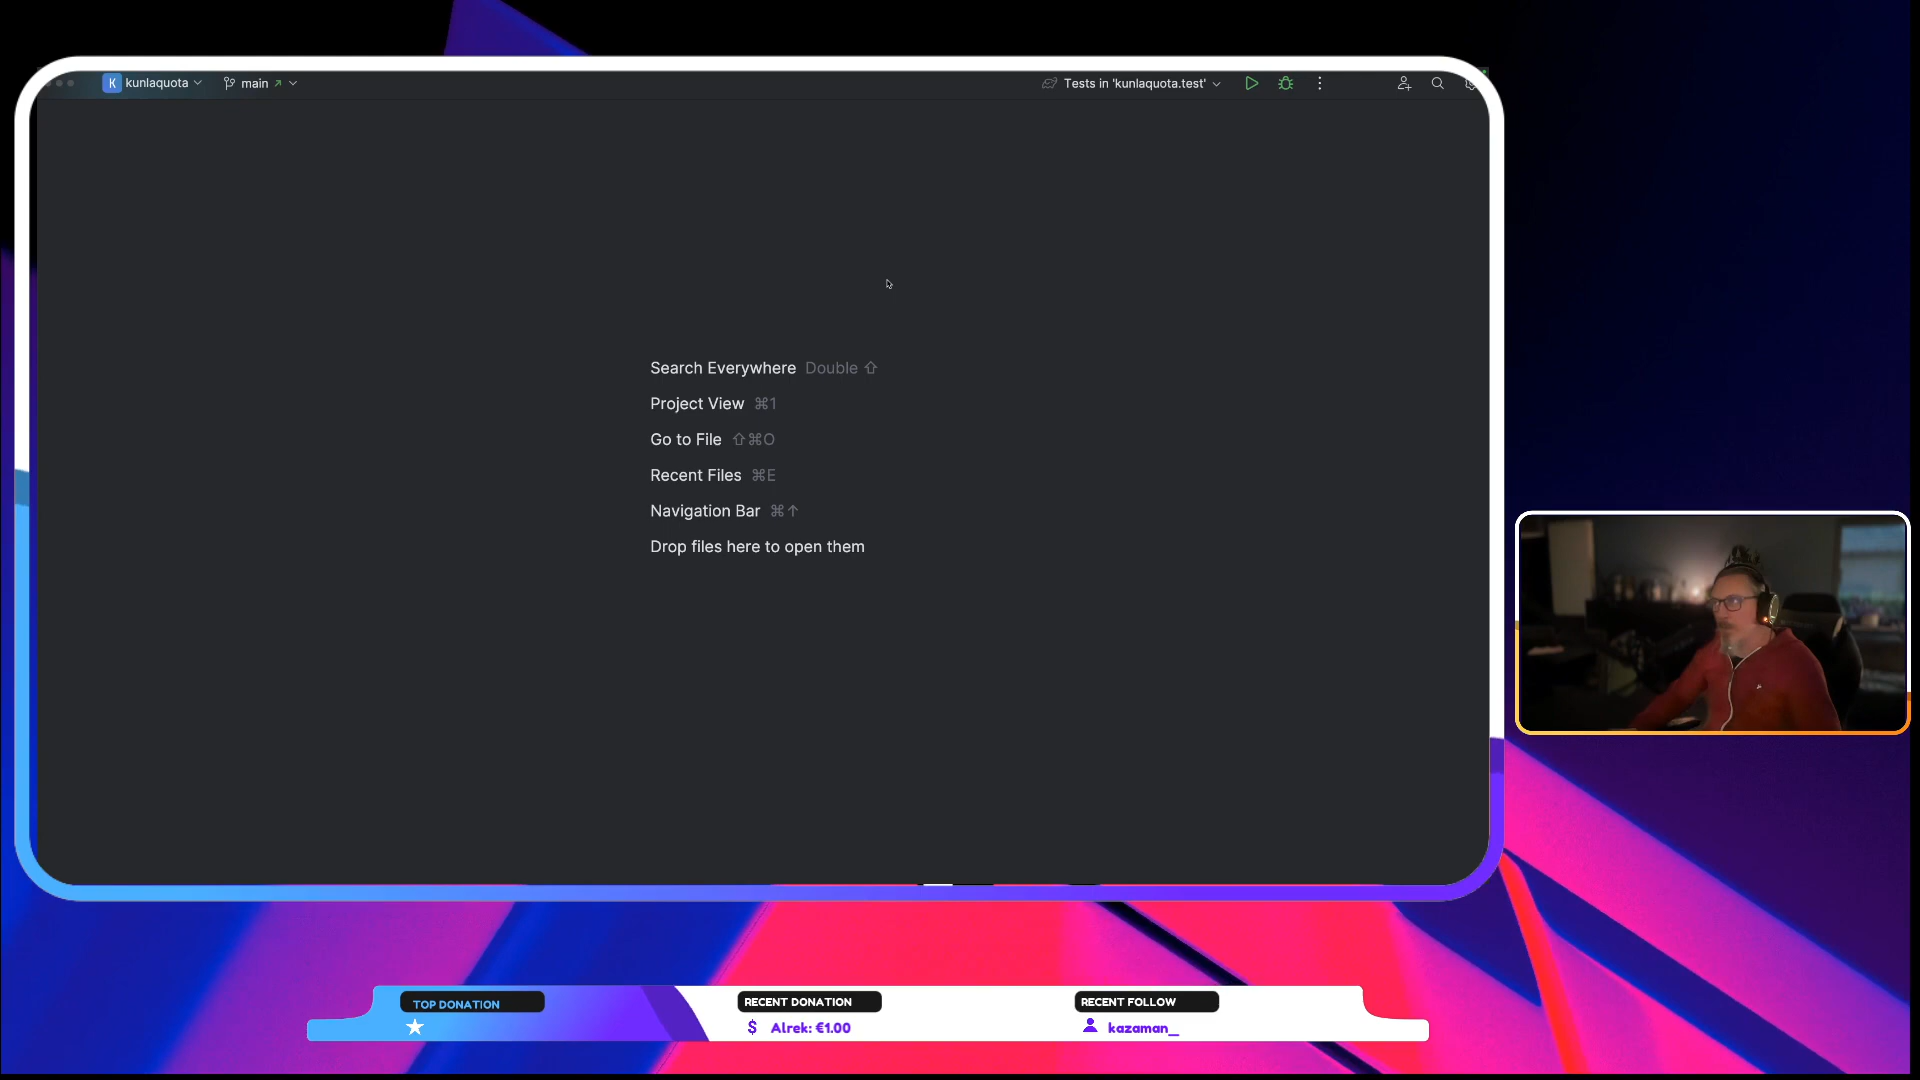 K kunlaquota main Tests in 'kunlaquota.test'
Search Everywhere Double ⇧
Project View ⌘1
Go to File ⇧⌘O
Recent Files ⌘E
Navigation Bar ⌘↑
Drop files here to open them
TOP DONATION
RECENT DONATION
$ Alrek: €1.00
RECENT FOLLOW
kazaman__